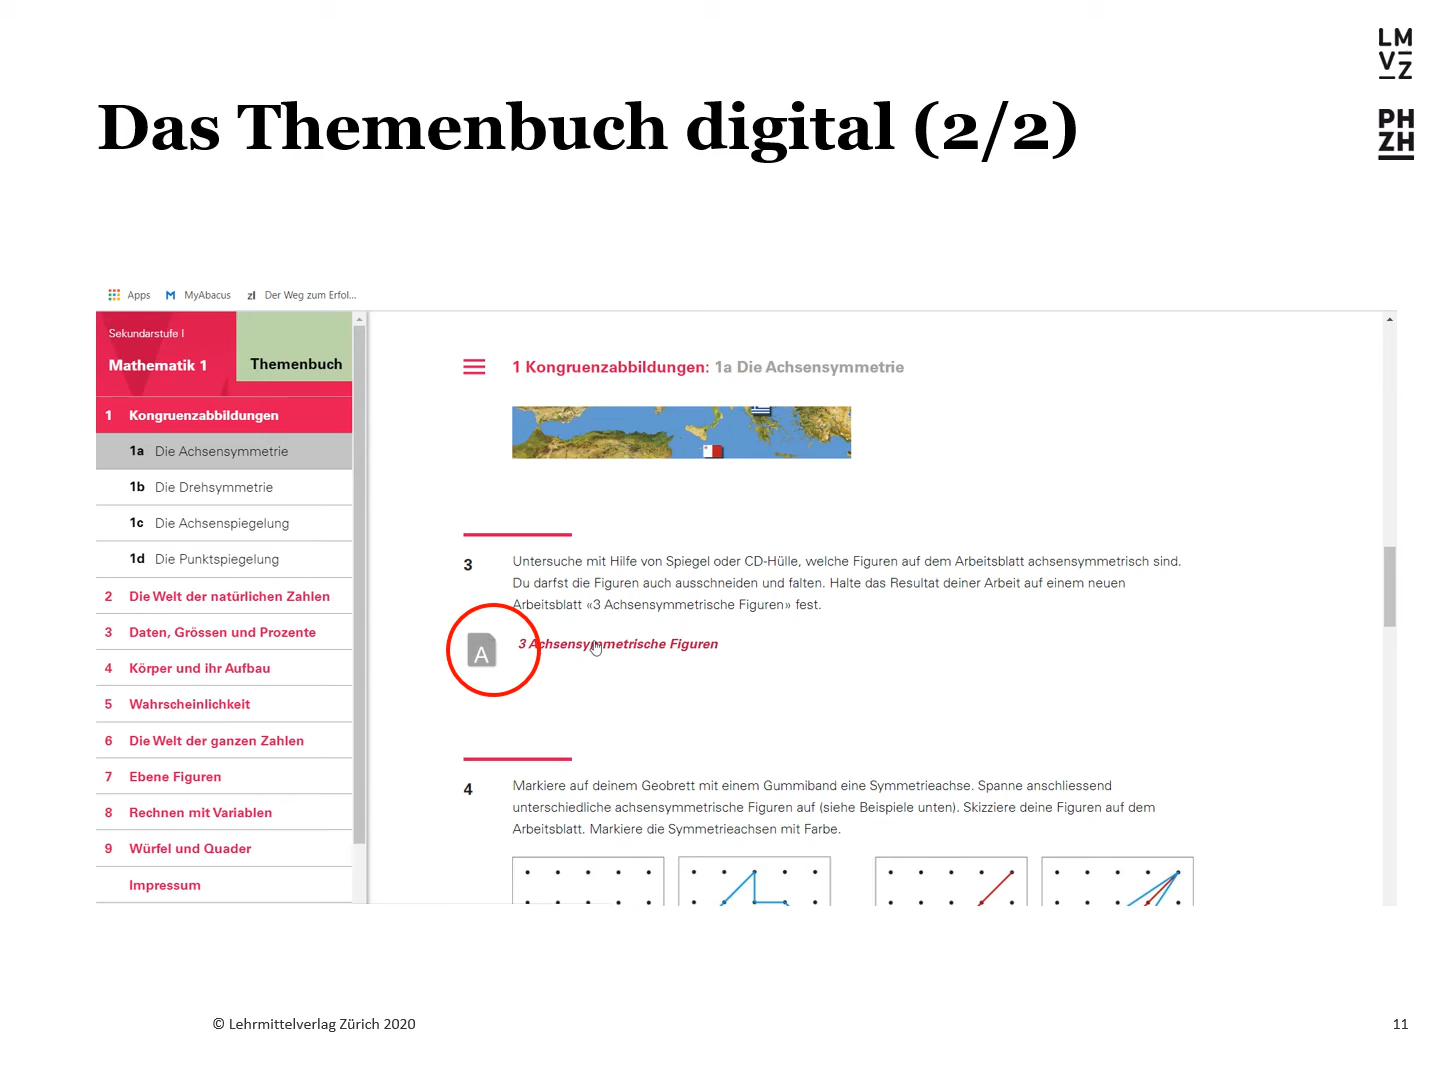 LM
VZ
PH
ZH
Das Themenbuch digital (2/2)
Apps MyAbacus zl Der Weg zum Erfol...
Sekundarstufe I
Mathematik 1
Themenbuch
1 Kongruenzabbildungen
1a Die Achsensymmetrie
1b Die Drehsymmetrie
1c Die Achsenspiegelung
1d Die Punktspiegelung
2 Die Welt der natürlichen Zahlen
3 Daten, Grössen und Prozente
4 Körper und ihr Aufbau
5 Wahrscheinlichkeit
6 Die Welt der ganzen Zahlen
7 Ebene Figuren
8 Rechnen mit Variablen
9 Würfel und Quader
Impressum
1 Kongruenzabbildungen: 1a Die Achsensymmetrie
3 Untersuche mit Hilfe von Spiegel oder CD-Hülle, welche Figuren auf dem Arbeitsblatt achsensymmetrisch sind.
Du darfst die Figuren auch ausschneiden und falten. Halte das Resultat deiner Arbeit auf einem neuen
Arbeitsblatt «3 Achsensymmetrische Figuren» fest.
A 3 Achsensymmetrische Figuren
4 Markiere auf deinem Geobrett mit einem Gummiband eine Symmetrieachse. Spanne anschliessend
unterschiedliche achsensymmetrische Figuren auf (siehe Beispiele unten). Skizziere deine Figuren auf dem
Arbeitsblatt. Markiere die Symmetrieachsen mit Farbe.
© Lehrmittelverlag Zürich 2020
11